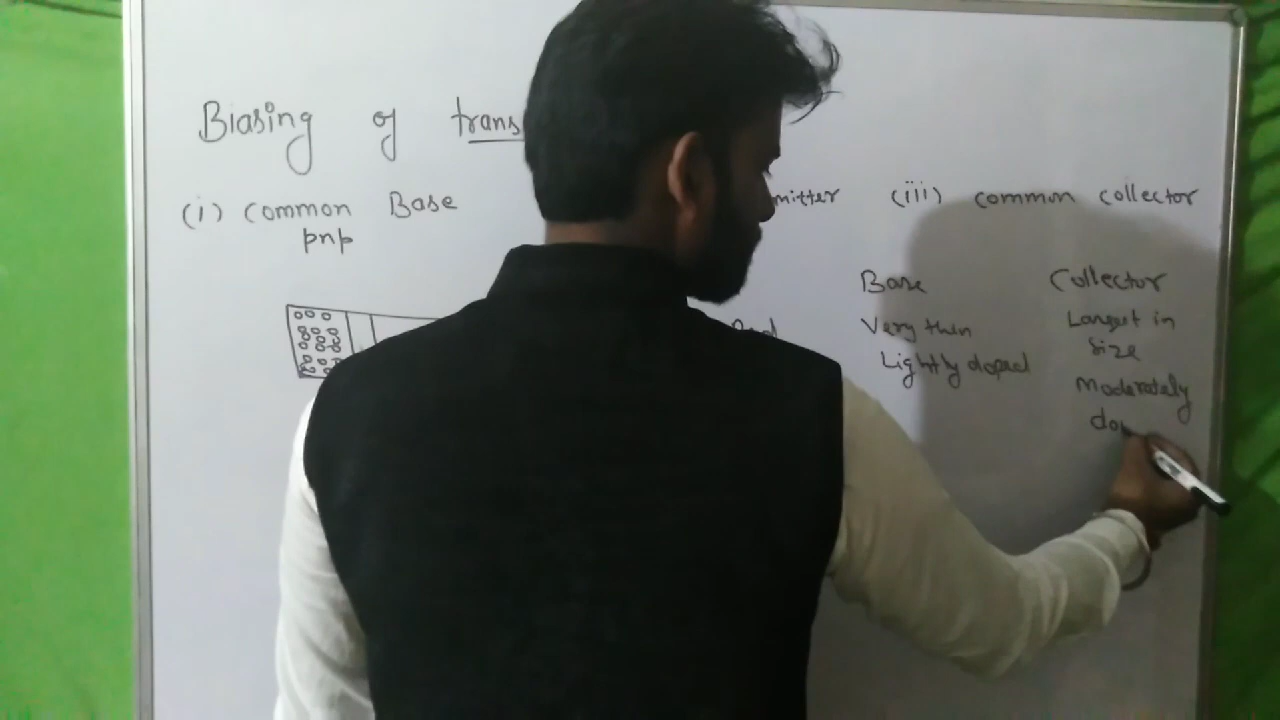 Biasing of trans
(i) Common Base mitter (iii) common collector
pnp
Base Collector
Very thin Largest in
Size
Lightly doped Moderately
do